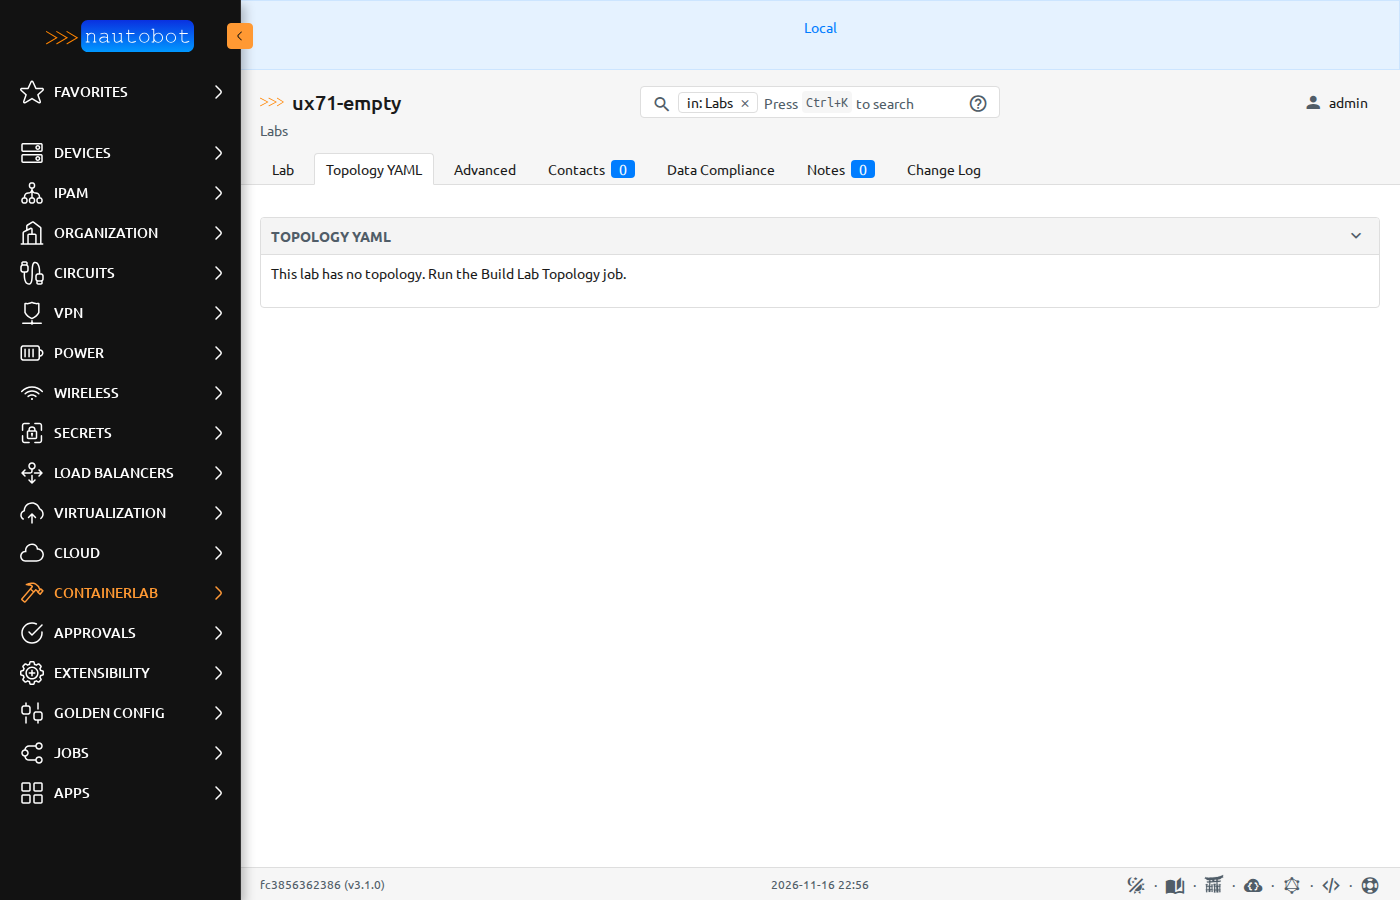 >>> nautobot
FAVORITES
DEVICES
IPAM
ORGANIZATION
CIRCUITS
VPN
POWER
WIRELESS
SECRETS
LOAD BALANCERS
VIRTUALIZATION
CLOUD
CONTAINERLAB
APPROVALS
EXTENSIBILITY
GOLDEN CONFIG
JOBS
APPS
Local
>>> ux71-empty
in: Labs × Press Ctrl+K to search
admin
Labs
Lab Topology YAML Advanced Contacts 0 Data Compliance Notes 0 Change Log
TOPOLOGY YAML
This lab has no topology. Run the Build Lab Topology job.
fc3856362386 (v3.1.0) 2026-11-16 22:56